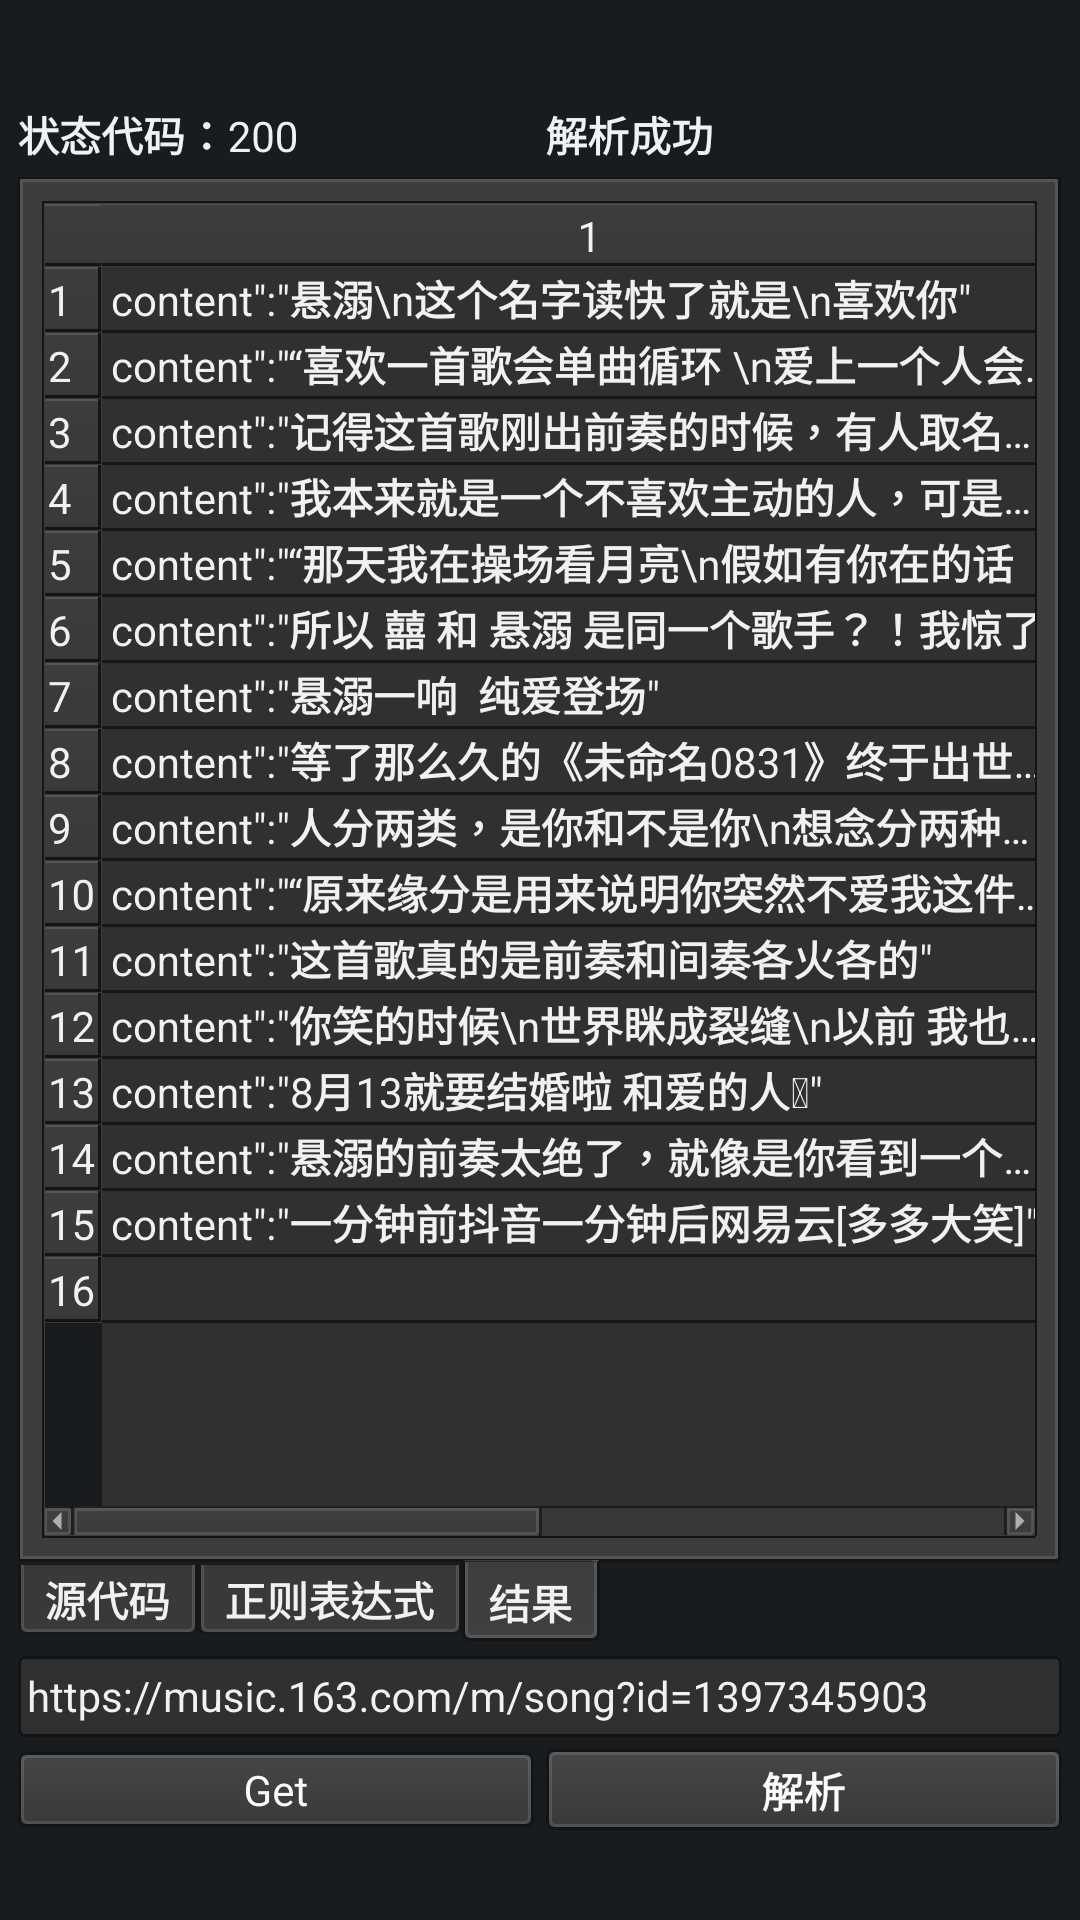 状态代码：200 解析成功
1
1 content":"悬溺\n这个名字读快了就是\n喜欢你"
2 content":"“喜欢一首歌会单曲循环 \n爱上一个人会.
3 content":"记得这首歌刚出前奏的时候，有人取名...
4 content":"我本来就是一个不喜欢主动的人，可是...
5 content":"“那天我在操场看月亮\n假如有你在的话
6 content":"所以 囍 和 悬溺 是同一个歌手？！我惊了
7 content":"悬溺一响  纯爱登场"
8 content":"等了那么久的《未命名0831》终于出世...
9 content":"人分两类，是你和不是你\n想念分两种...
10 content":"“原来缘分是用来说明你突然不爱我这件..
11 content":"这首歌真的是前奏和间奏各火各的"
12 content":"你笑的时候\n世界眯成裂缝\n以前 我也...
13 content":"8月13就要结婚啦 和爱的人"
14 content":"悬溺的前奏太绝了，就像是你看到一个...
15 content":"一分钟前抖音一分钟后网易云[多多大笑]"
16
源代码 正则表达式 结果
https://music.163.com/m/song?id=1397345903
Get 解析